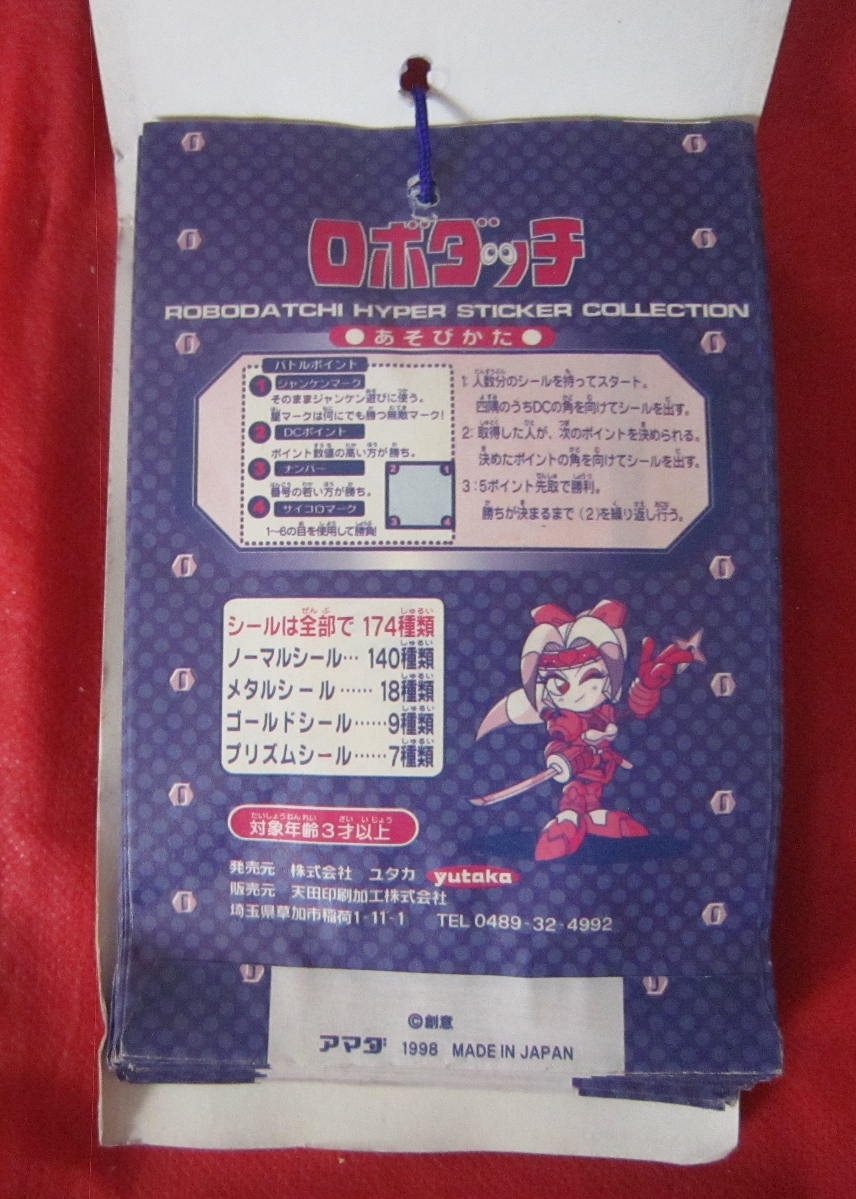 ロボダッチ
ROBODATCHI HYPER STICKER COLLECTION
●あそびかた●
バトルポイント
1 ジャンケンマーク
そのままジャンケン遊びに使う。
星マークは何にでも勝つ無敵マーク!
2 DCポイント
ポイント数値の高い方が勝ち。
3 ナンバー
番号の若い方が勝ち。
4 サイコロマーク
1〜6の目を使用して勝負!
2 1
3 4
1:人数分のシールを持ってスタート。
四隅のうちDCの角を向けてシールを出す。
2:取得した人が、次のポイントを決められる。
決めたポイントの角を向けてシールを出す。
3:5ポイント先取で勝利。
勝ちが決まるまで(2)を繰り返し行う。
シールは全部で 174種類
ノーマルシール… 140種類
メタルシール…… 18種類
ゴールドシール……9種類
プリズムシール……7種類
対象年齢3才以上
発売元 株式会社 ユタカ yutaka
販売元 天田印刷加工株式会社
埼玉県草加市稲荷1-11-1 TEL 0489-32-4992
©創意
アマダ 1998 MADE IN JAPAN